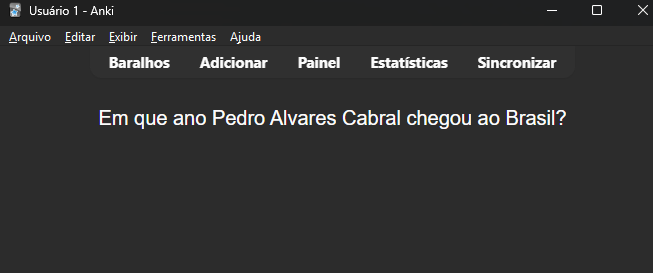 Usuário 1 - Anki
Arquivo Editar Exibir Ferramentas Ajuda
Baralhos Adicionar Painel Estatísticas Sincronizar
Em que ano Pedro Alvares Cabral chegou ao Brasil?